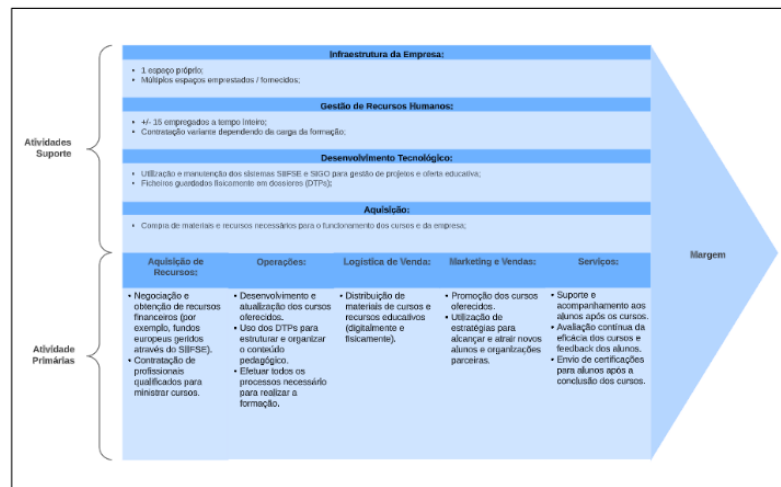 Infraestrutura da Empresa:
• 1 espaço próprio;
• Múltiplos espaços emprestados / fornecidos;
Gestão de Recursos Humanos:
• +/- 15 empregados a tempo inteiro;
• Contratação variante dependendo da carga da formação;
Atividades
Suporte
Desenvolvimento Tecnológico:
• Utilização e manutenção dos sistemas SIIFSE e SIGO para gestão de projetos e oferta educativa;
• Ficheiros guardados fisicamente em dossieres (DTPs);
Aquisição:
• Compra de materiais e recursos necessários para o funcionamento dos cursos e da empresa;
Margem
Atividade
Primárias
Aquisição de
Recursos:
• Negociação e
obtenção de recursos
financeiros (por
exemplo, fundos
europeus geridos
através do SIIFSE).
• Contratação de
profissionais
qualificados para
ministrar cursos.
Operações:
• Desenvolvimento e
atualização dos cursos
oferecidos.
• Uso dos DTPs para
estruturar e organizar
o conteúdo
pedagógico.
• Efetuar todos os
processos necessário
para realizar a
formação.
Logística de Venda:
• Distribuição de
materiais de cursos e
recursos educativos
(digitalmente e
fisicamente).
Marketing e Vendas:
• Promoção dos cursos
oferecidos.
• Utilização de
estratégias para
alcançar e atrair novos
alunos e organizações
parceiras.
Serviços:
• Suporte e
acompanhamento aos
alunos após os cursos.
• Avaliação contínua da
eficácia dos cursos e
feedback dos alunos.
• Envio de certificações
para alunos após a
conclusão dos cursos.